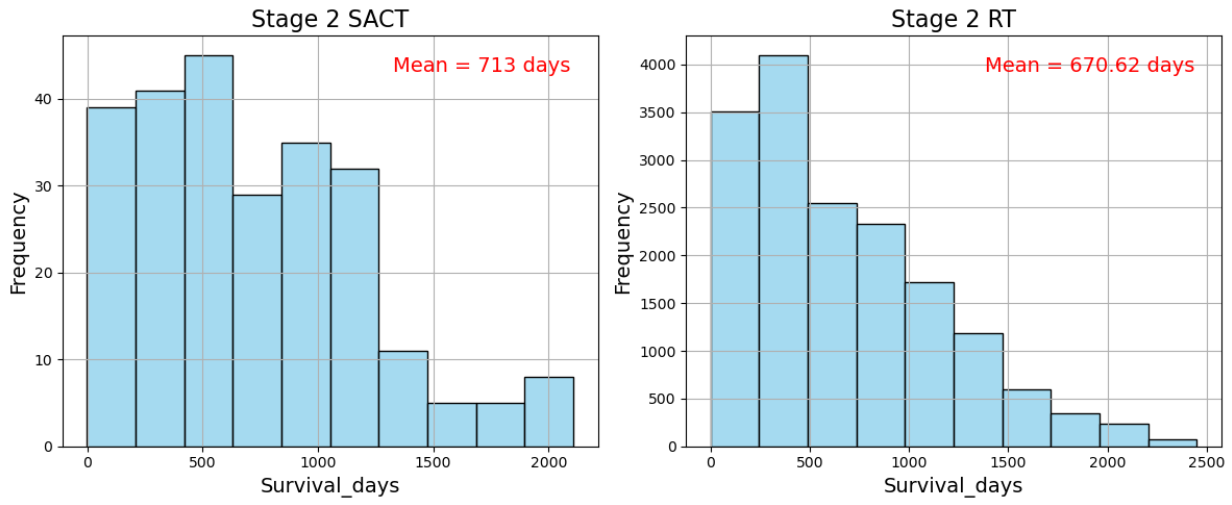 Stage 2 SACT
Mean = 713 days
Frequency
40
30
20
10
0
0 500 1000 1500 2000
Survival_days
Stage 2 RT
Mean = 670.62 days
Frequency
4000
3500
3000
2500
2000
1500
1000
500
0
0 500 1000 1500 2000 2500
Survival_days